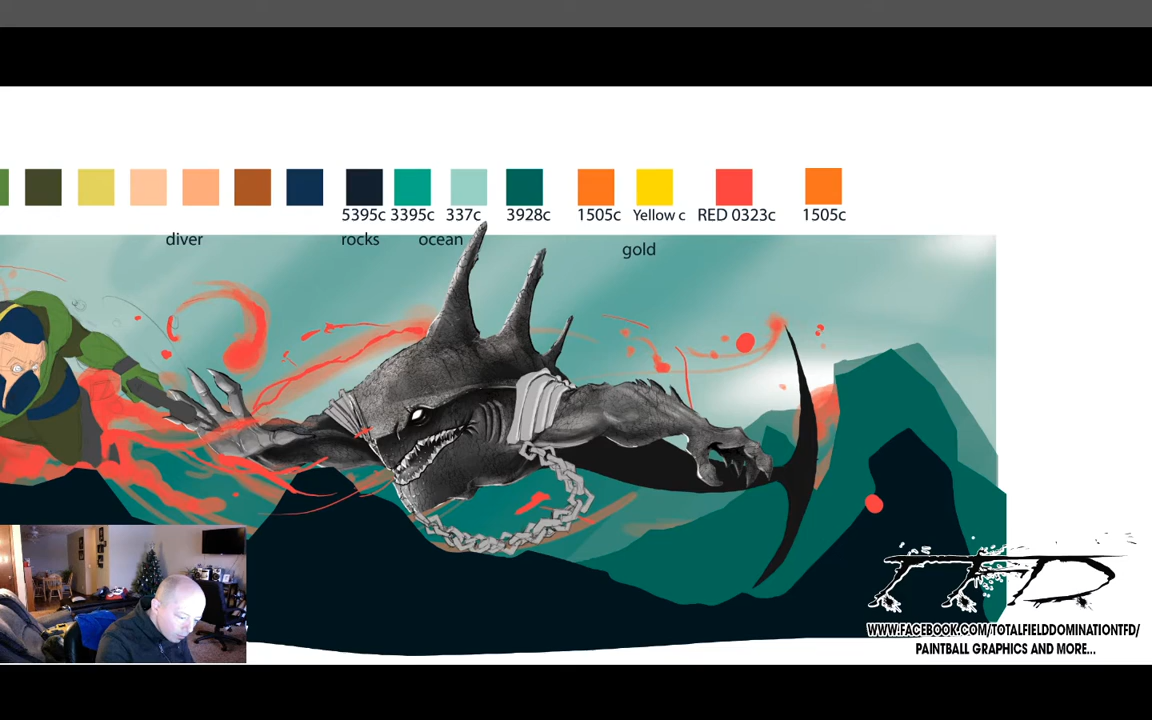 5395c 3395c 337c 3928c 1505c Yellow c RED 0323c 1505c
diver rocks ocean gold
TFD
WWW.FACEBOOK.COM/TOTALFIELDDOMINATIONTFD/
PAINTBALL GRAPHICS AND MORE...